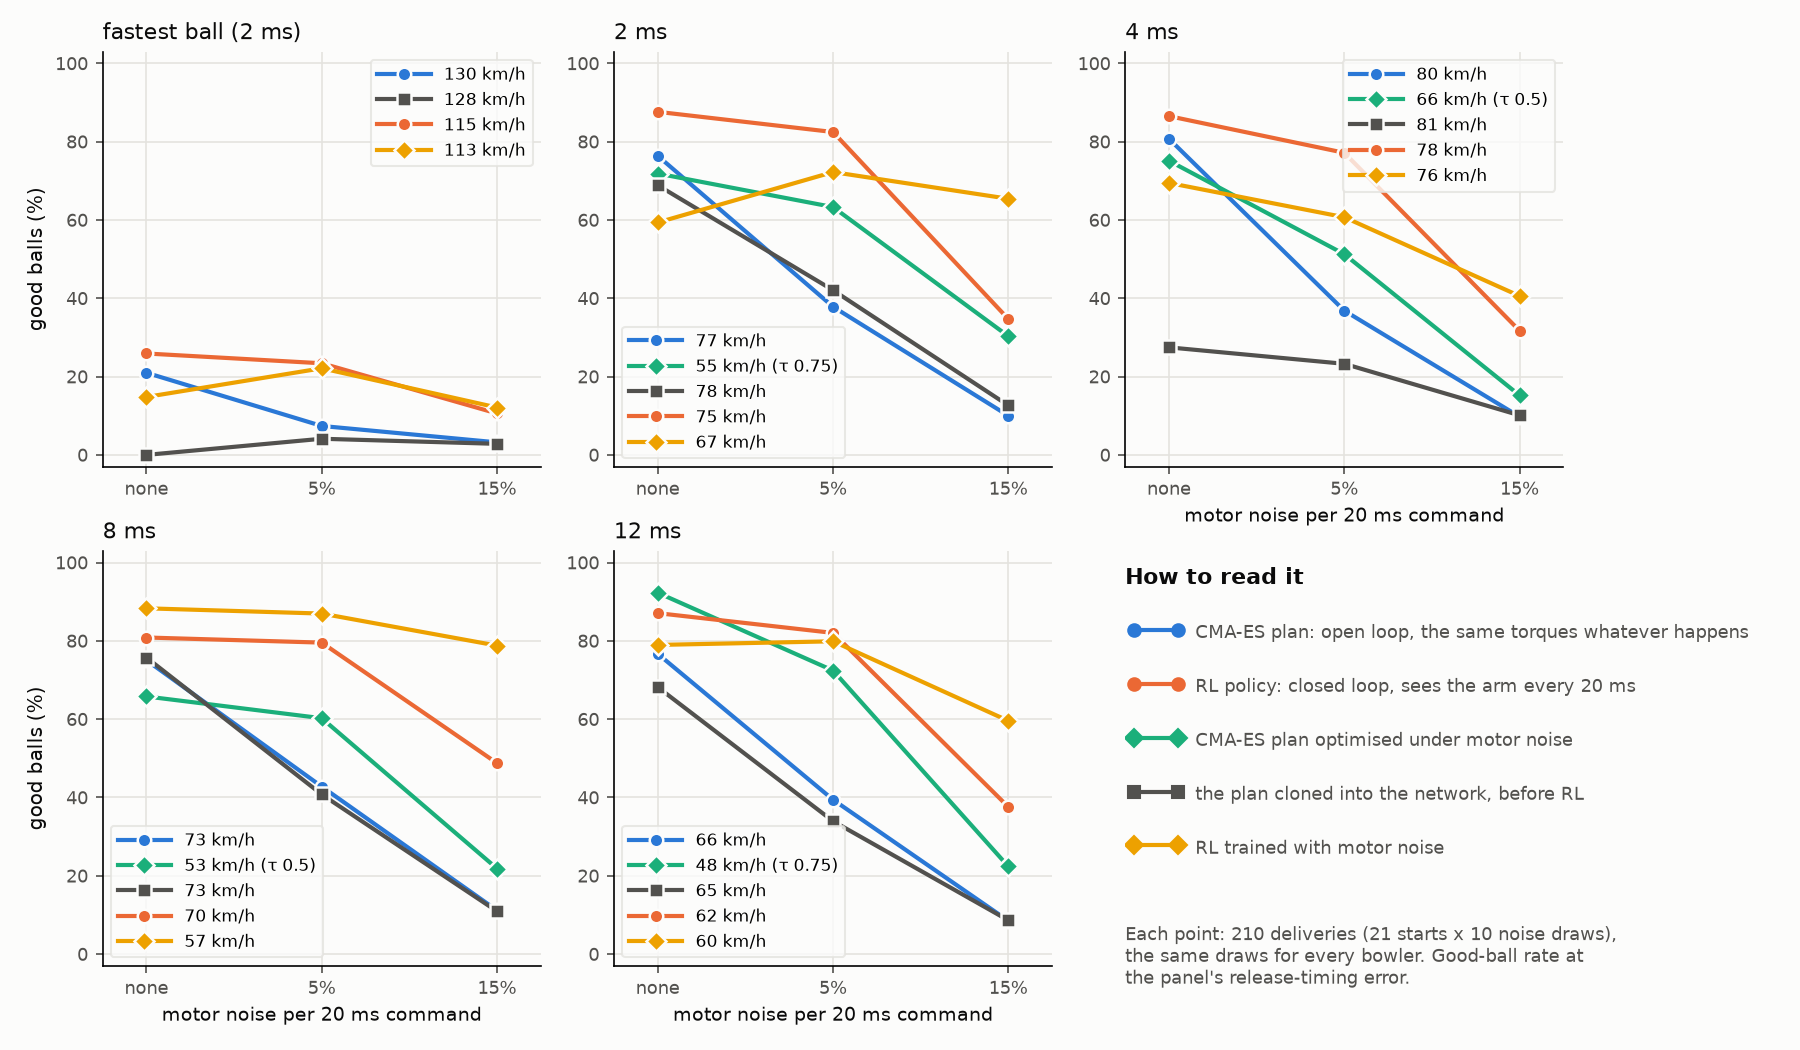 fastest ball (2 ms)
good balls (%)
100
80
60
40
20
0
none
5%
15%
130 km/h
128 km/h
115 km/h
113 km/h
2 ms
100
80
60
40
20
0
none
5%
15%
77 km/h
55 km/h (τ 0.75)
78 km/h
75 km/h
67 km/h
4 ms
100
80
60
40
20
0
none
5%
15%
motor noise per 20 ms command
80 km/h
66 km/h (τ 0.5)
81 km/h
78 km/h
76 km/h
8 ms
good balls (%)
100
80
60
40
20
0
none
5%
15%
motor noise per 20 ms command
73 km/h
53 km/h (τ 0.5)
73 km/h
70 km/h
57 km/h
12 ms
100
80
60
40
20
0
none
5%
15%
motor noise per 20 ms command
66 km/h
48 km/h (τ 0.75)
65 km/h
62 km/h
60 km/h
How to read it
CMA-ES plan: open loop, the same torques whatever happens
RL policy: closed loop, sees the arm every 20 ms
CMA-ES plan optimised under motor noise
the plan cloned into the network, before RL
RL trained with motor noise
Each point: 210 deliveries (21 starts x 10 noise draws),
the same draws for every bowler. Good-ball rate at
the panel's release-timing error.